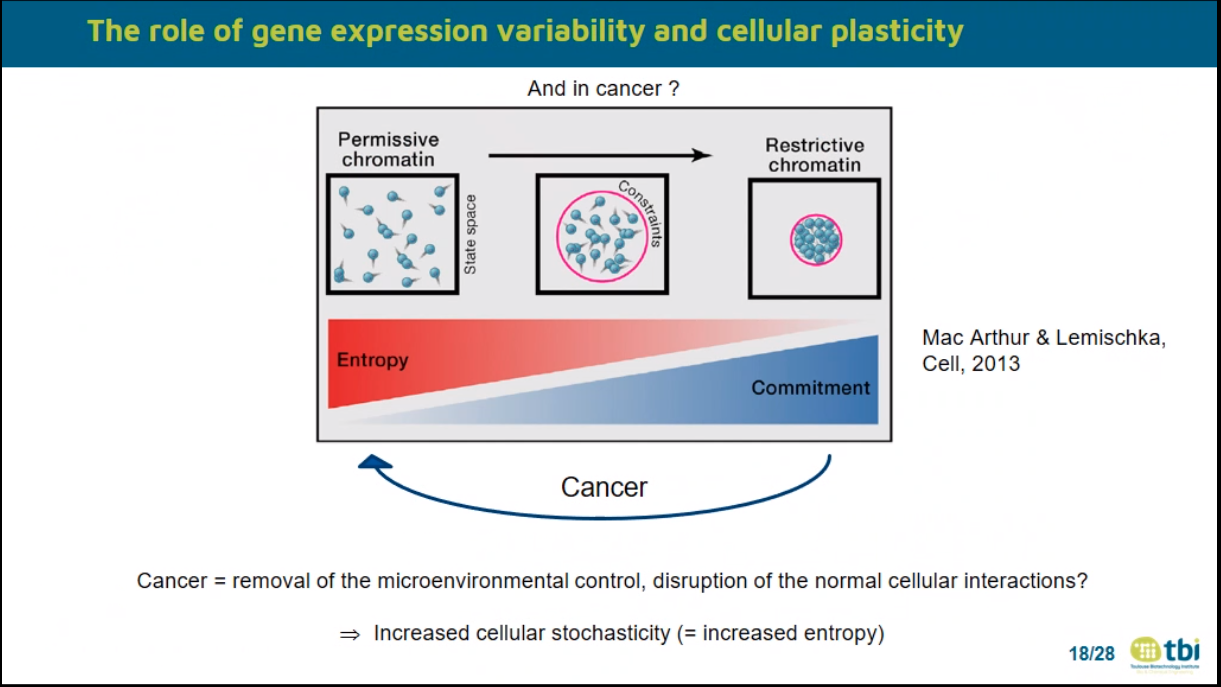 The role of gene expression variability and cellular plasticity
And in cancer ?
Permissive
chromatin
Restrictive
chromatin
State space
Constraints
Entropy
Commitment
Mac Arthur & Lemischka,
Cell, 2013
Cancer
Cancer = removal of the microenvironmental control, disruption of the normal cellular interactions?
⇒ Increased cellular stochasticity (= increased entropy)
18/28
tbi
Toulouse Biotechnology Institute